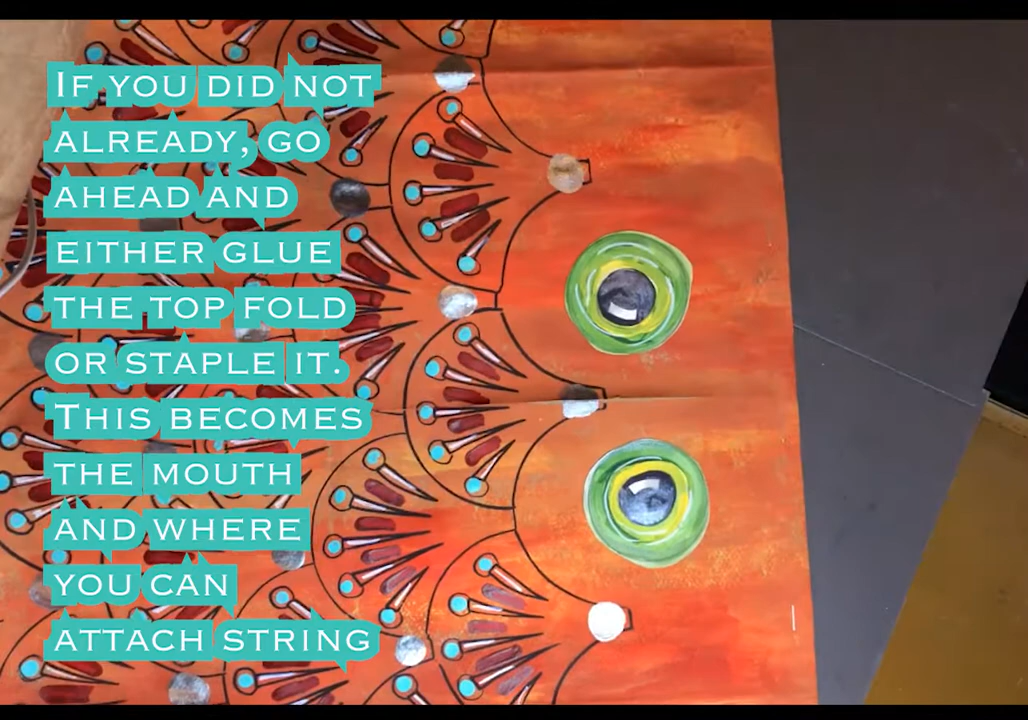 If you did not
already, go
ahead and
either glue
the top fold
or staple it.
This becomes
the mouth
and where
you can
attach string